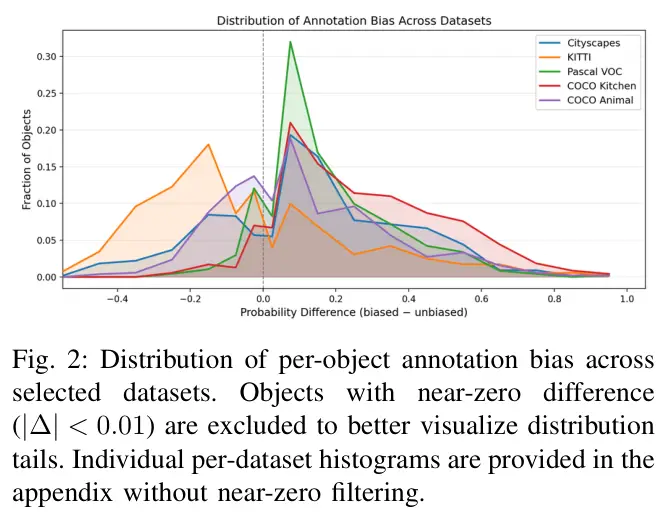 Distribution of Annotation Bias Across Datasets
Cityscapes
KITTI
Pascal VOC
COCO Kitchen
COCO Animal
Fraction of Objects
0.30
0.25
0.20
0.15
0.10
0.05
0.00
−0.4
−0.2
0.0
0.2
0.4
0.6
0.8
1.0
Probability Difference (biased − unbiased)
Fig. 2: Distribution of per-object annotation bias across
selected datasets. Objects with near-zero difference
(|Δ| < 0.01) are excluded to better visualize distribution
tails. Individual per-dataset histograms are provided in the
appendix without near-zero filtering.